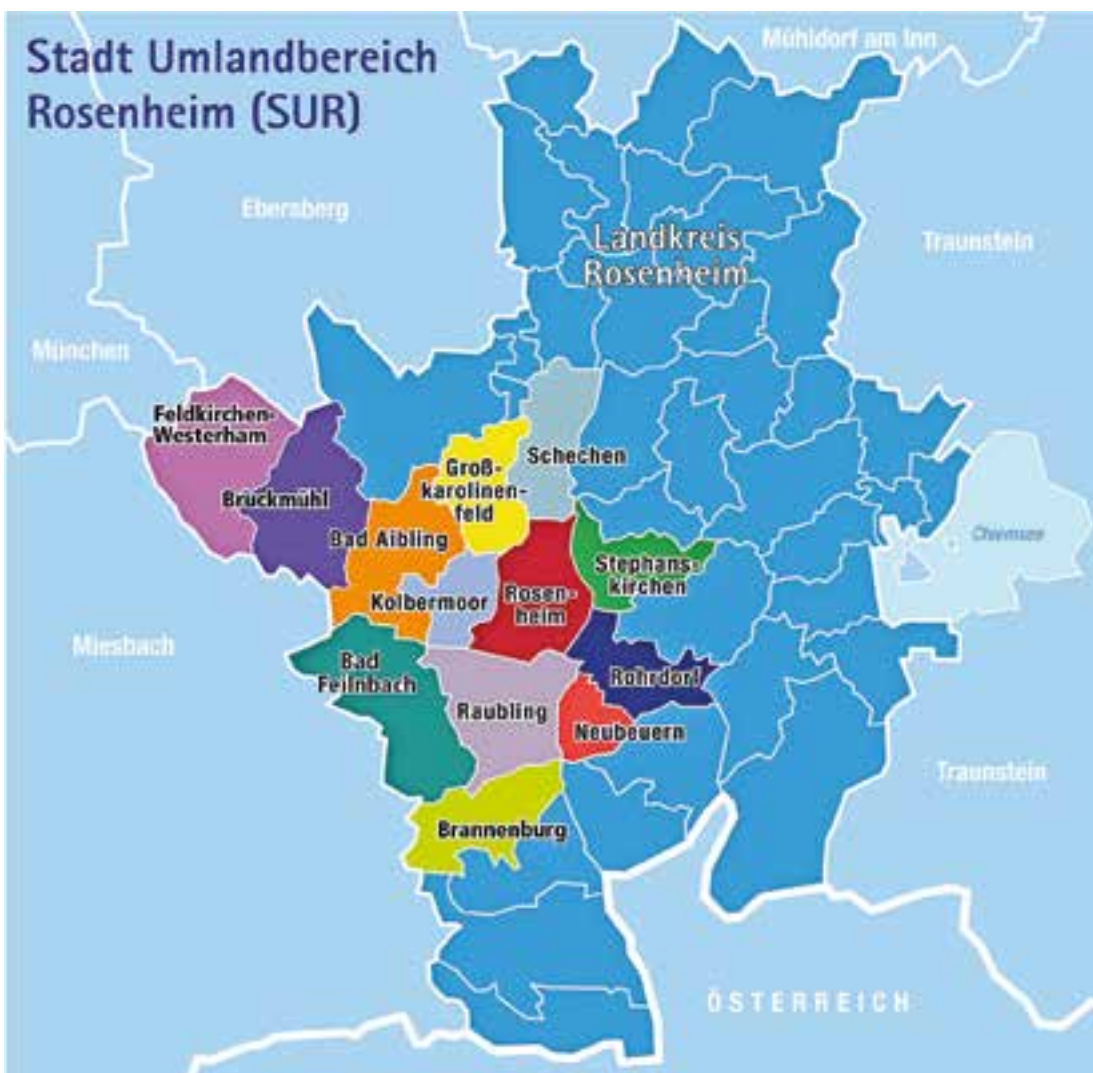 Stadt Umlandbereich
Rosenheim (SUR)
Mühldorf am Inn
Ebersberg
Landkreis
Rosenheim
Traunstein
München
Feldkirchen-
Westerham
Bruckmühl
Groß-
karolinen-
feld
Schechen
Bad Aibling
Chiemsee
Stephans-
kirchen
Kolbermoor
Rosen-
heim
Miesbach
Bad
Feilnbach
Rohrdorf
Raubling
Neubeuern
Traunstein
Brannenburg
ÖSTERREICH